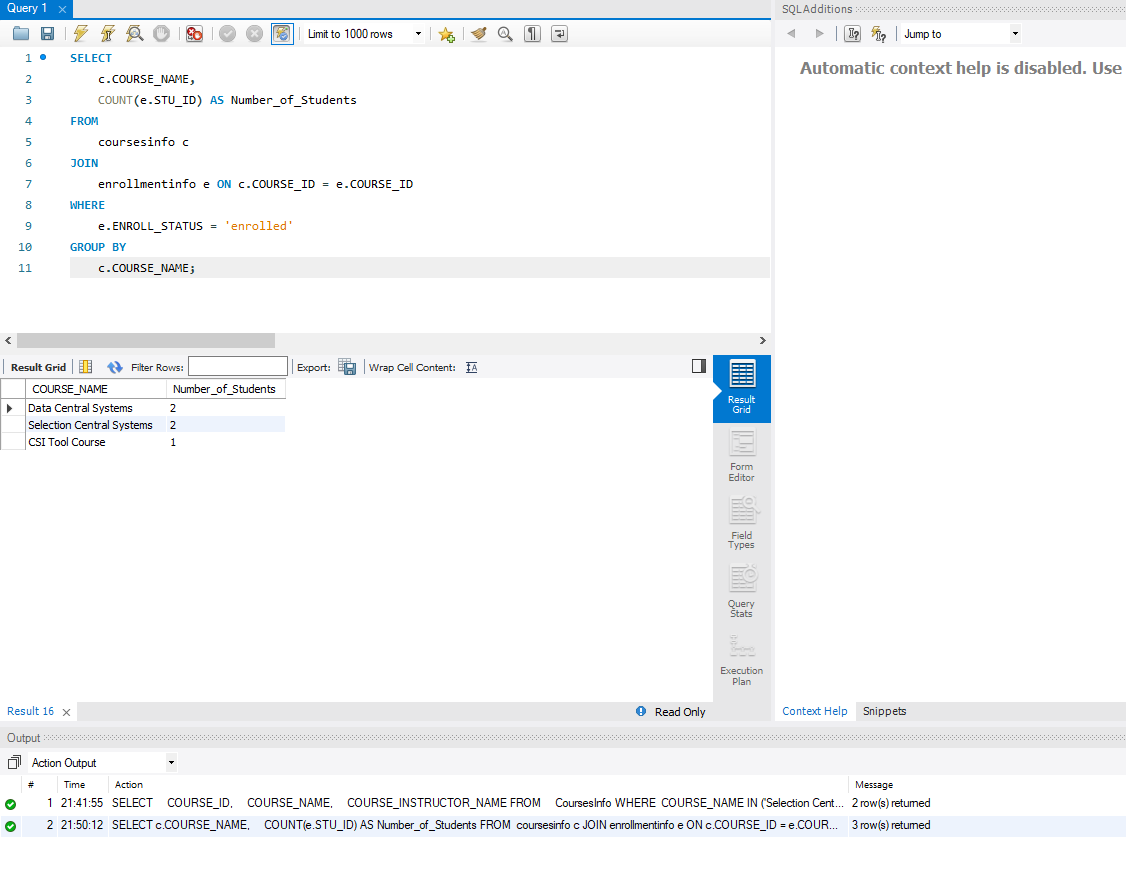 Query 1
SQLAdditions
Limit to 1000 rows
Jump to
1 SELECT
2 c.COURSE_NAME,
3 COUNT(e.STU_ID) AS Number_of_Students
4 FROM
5 coursesinfo c
6 JOIN
7 enrollmentinfo e ON c.COURSE_ID = e.COURSE_ID
8 WHERE
9 e.ENROLL_STATUS = 'enrolled'
10 GROUP BY
11 c.COURSE_NAME;
Automatic context help is disabled. Use
Result Grid Filter Rows: Export: Wrap Cell Content:
COURSE_NAME Number_of_Students
Data Central Systems 2
Selection Central Systems 2
CSI Tool Course 1
Result
Grid
Form
Editor
Field
Types
Query
Stats
Execution
Plan
Result 16 Read Only
Context Help Snippets
Output
Action Output
# Time Action Message
1 21:41:55 SELECT COURSE_ID, COURSE_NAME, COURSE_INSTRUCTOR_NAME FROM CoursesInfo WHERE COURSE_NAME IN ('Selection Cent... 2 row(s) returned
2 21:50:12 SELECT c.COURSE_NAME, COUNT(e.STU_ID) AS Number_of_Students FROM coursesinfo c JOIN enrollmentinfo e ON c.COURSE_ID = e.COUR... 3 row(s) returned